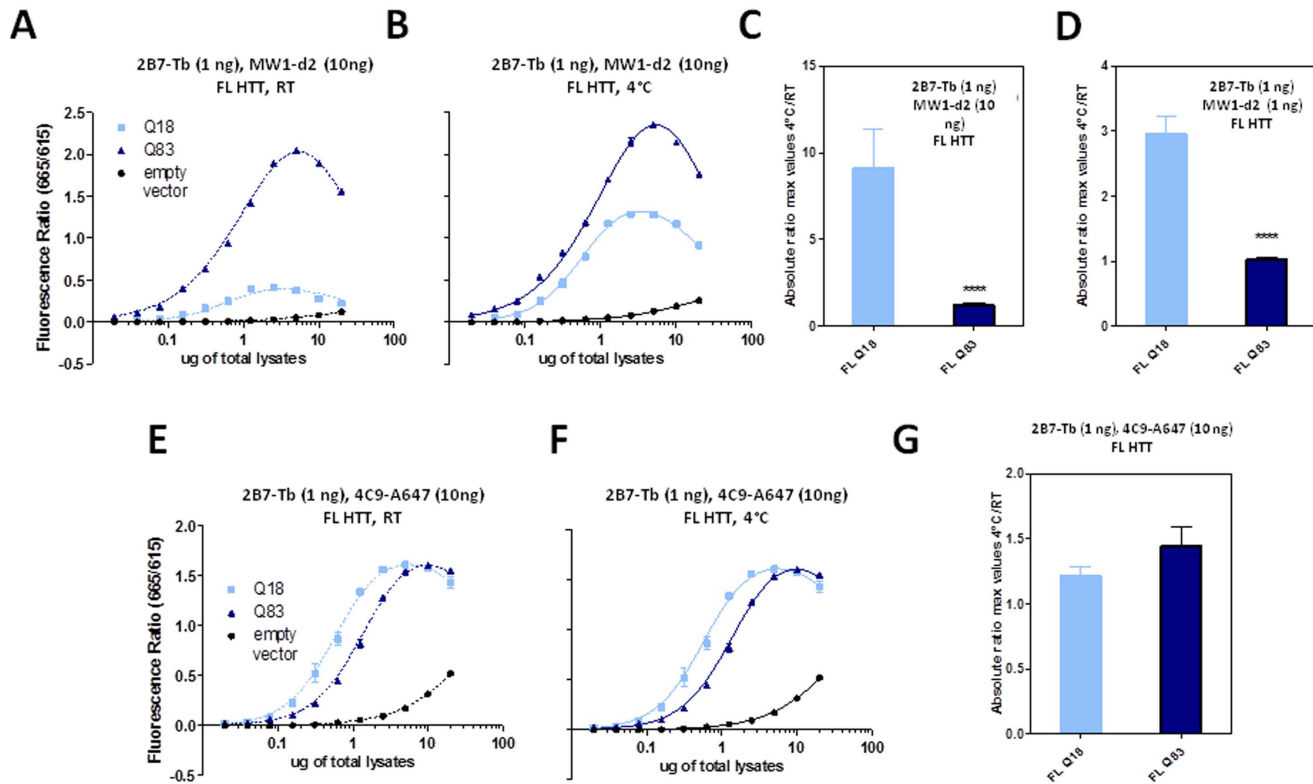 A
2B7-Tb (1 ng), MW1-d2 (10ng)
FL HTT, RT
Fluorescence Ratio (665/615)
2.5
2.0
1.5
1.0
0.5
0.0
-0.5
Q18
Q83
empty
vector
0.1
1
10
100
ug of total lysates
B
2B7-Tb (1 ng), MW1-d2 (10ng)
FL HTT, 4°C
0.1
1
10
100
ug of total lysates
C
Absolute ratio max values 4°C/RT
15
10
5
0
2B7-Tb (1 ng)
MW1-d2 (10
ng)
FL HTT
****
FL Q18
FL Q83
D
Absolute ratio max values 4°C/RT
4
3
2
1
0
2B7-Tb (1 ng)
MW1-d2 (1 ng)
FL HTT
****
FL Q18
FL Q83
E
2B7-Tb (1 ng), 4C9-A647 (10ng)
FL HTT, RT
Fluorescence Ratio (665/615)
2.0
1.5
1.0
0.5
0.0
-0.5
Q18
Q83
empty
vector
0.1
1
10
100
ug of total lysates
F
2B7-Tb (1 ng), 4C9-A647 (10ng)
FL HTT, 4°C
0.1
1
10
100
ug of total lysates
G
2B7-Tb (1 ng), 4C9-A647 (10 ng)
FL HTT
Absolute ratio max values 4°C/RT
2.0
1.5
1.0
0.5
0.0
FL Q18
FL Q83